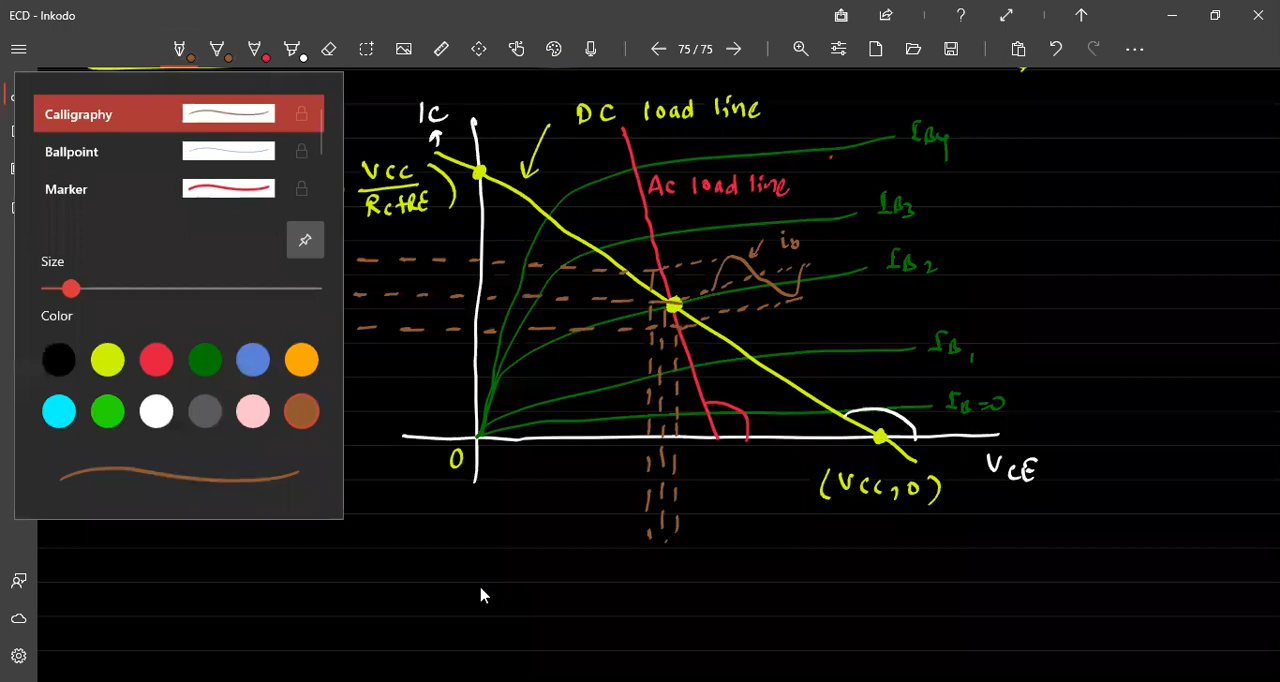 ECD - Inkodo
75 / 75
Calligraphy
Ballpoint
Marker
Size
Color
IC
DC load line
VCC
RC+RE
AC load line
IB4
IB3
ib
IB2
IB1
IB=0
0
VCE
(VCC, 0)